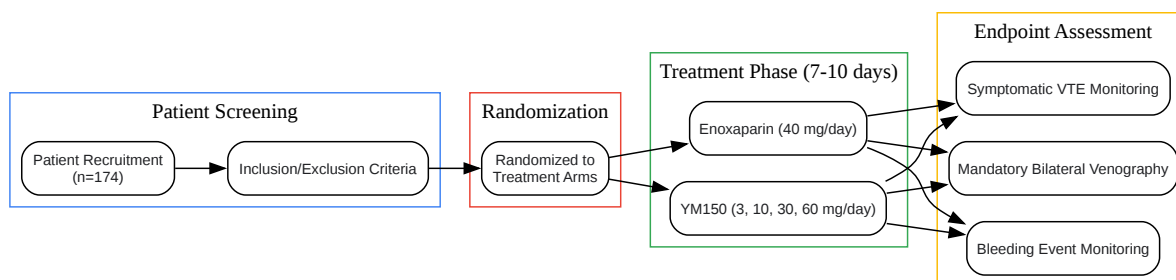 Patient Screening
Patient Recruitment
(n=174)
Inclusion/Exclusion Criteria
Randomization
Randomized to
Treatment Arms
Treatment Phase (7-10 days)
Enoxaparin (40 mg/day)
YM150 (3, 10, 30, 60 mg/day)
Endpoint Assessment
Symptomatic VTE Monitoring
Mandatory Bilateral Venography
Bleeding Event Monitoring